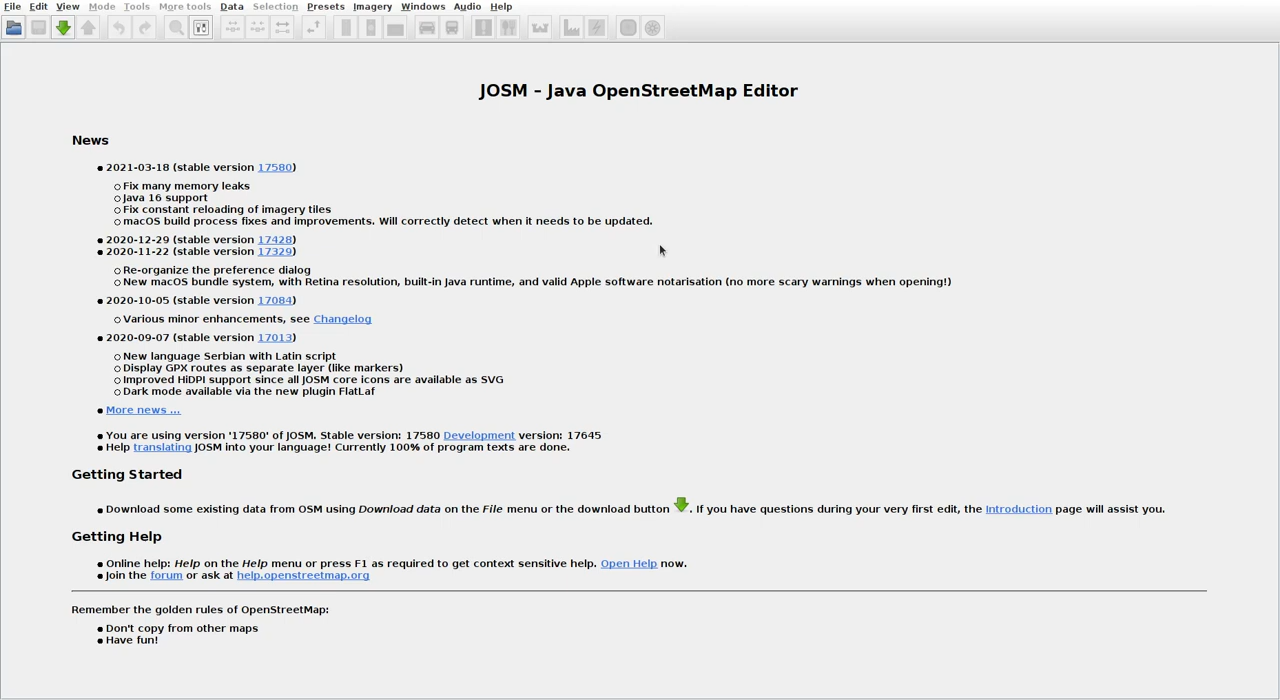 File Edit View Mode Tools More tools Data Selection Presets Imagery Windows Audio Help
JOSM – Java OpenStreetMap Editor
News
2021-03-18 (stable version 17580)
Fix many memory leaks
Java 16 support
Fix constant reloading of imagery tiles
macOS build process fixes and improvements. Will correctly detect when it needs to be updated.
2020-12-29 (stable version 17428)
2020-11-22 (stable version 17329)
Re-organize the preference dialog
New macOS bundle system, with Retina resolution, built-in Java runtime, and valid Apple software notarisation (no more scary warnings when opening!)
2020-10-05 (stable version 17084)
Various minor enhancements, see Changelog
2020-09-07 (stable version 17013)
New language Serbian with Latin script
Display GPX routes as separate layer (like markers)
Improved HiDPI support since all JOSM core icons are available as SVG
Dark mode available via the new plugin FlatLaf
More news ...
You are using version '17580' of JOSM. Stable version: 17580 Development version: 17645
Help translating JOSM into your language! Currently 100% of program texts are done.
Getting Started
Download some existing data from OSM using Download data on the File menu or the download button . If you have questions during your very first edit, the Introduction page will assist you.
Getting Help
Online help: Help on the Help menu or press F1 as required to get context sensitive help. Open Help now.
Join the forum or ask at help.openstreetmap.org
Remember the golden rules of OpenStreetMap:
Don't copy from other maps
Have fun!